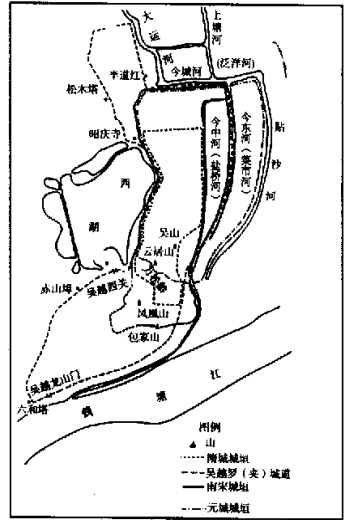 大运河
上塘河
(泛洋河)
今城河
半道红
松木塔
昭庆寺
西湖
今中河(盐桥河)
今东河(菜市河)
贴沙河
吴山
云居山
吴越西关
赤山埠
凤凰山
包家山
吴越龙山门
六和塔
钱塘江
图例
山
隋城城垣
吴越罗(夹)城道
南宋城垣
元城城垣